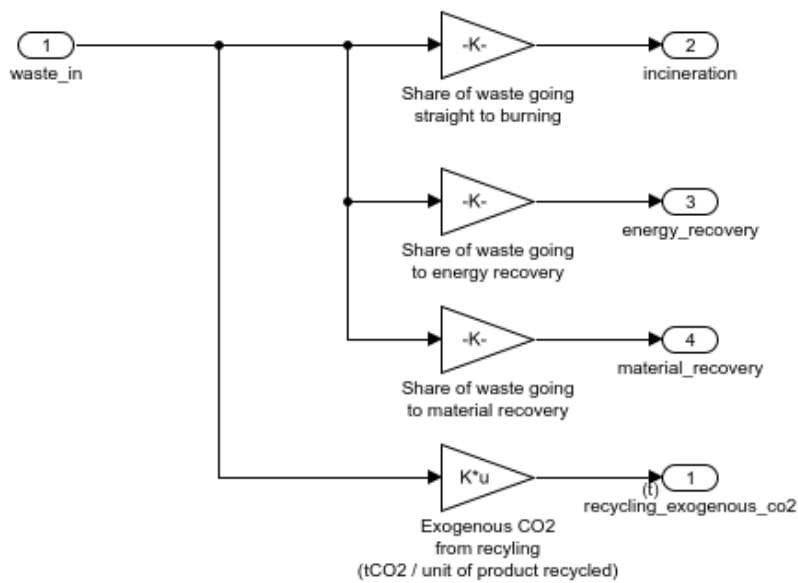 1
waste_in
-K-
Share of waste going
straight to burning
2
incineration
-K-
Share of waste going
to energy recovery
3
energy_recovery
-K-
Share of waste going
to material recovery
4
material_recovery
K*u
Exogenous CO2
from recyling
(tCO2 / unit of product recycled)
1
(t)
recycling_exogenous_co2